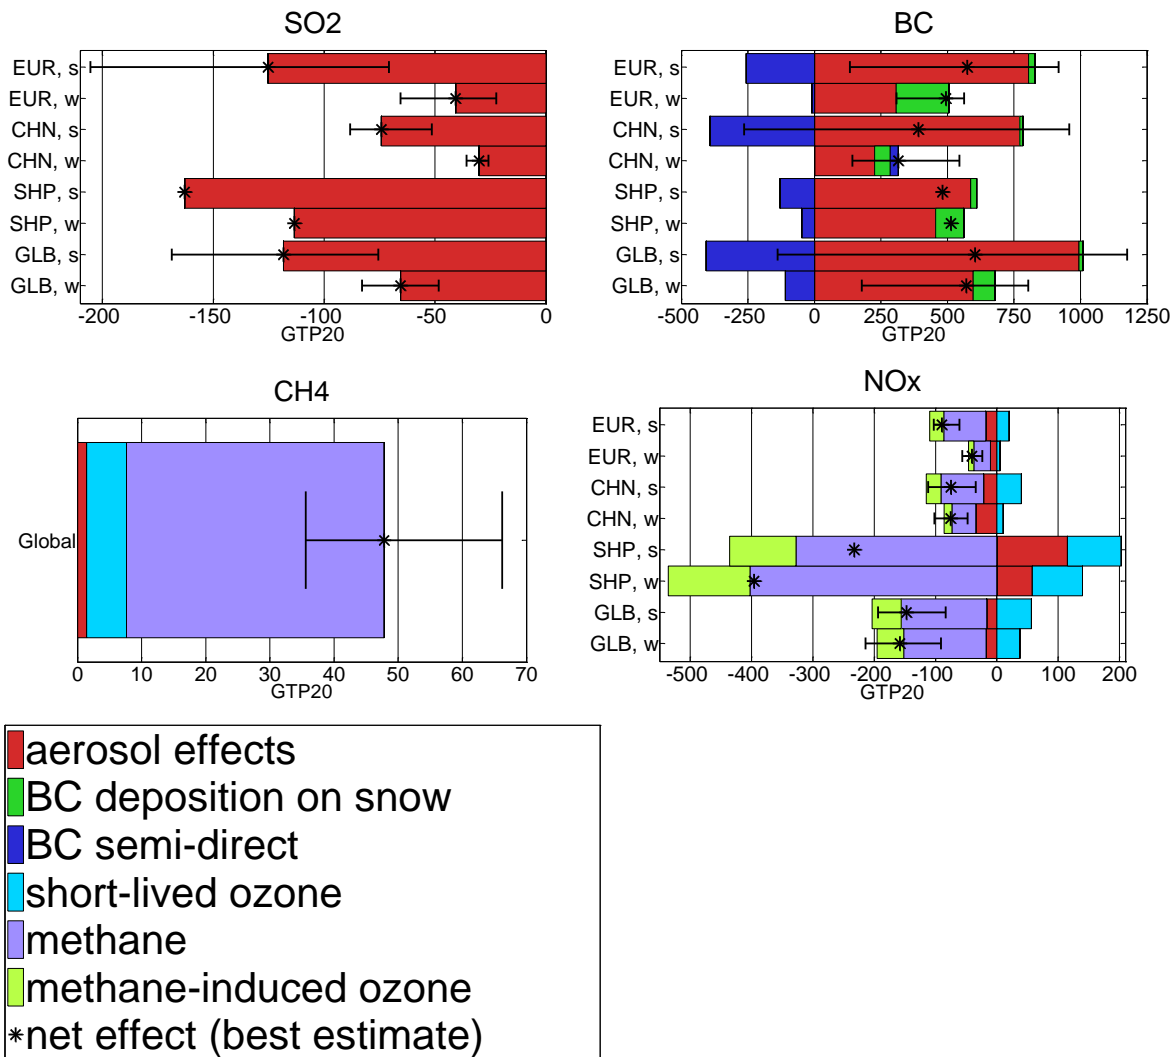 SO2
EUR, s
EUR, w
CHN, s
CHN, w
SHP, s
SHP, w
GLB, s
GLB, w
-200 -150 -100 -50 0
GTP20
BC
EUR, s
EUR, w
CHN, s
CHN, w
SHP, s
SHP, w
GLB, s
GLB, w
-500 -250 0 250 500 750 1000 1250
GTP20
CH4
Global
0 10 20 30 40 50 60 70
GTP20
NOx
EUR, s
EUR, w
CHN, s
CHN, w
SHP, s
SHP, w
GLB, s
GLB, w
-500 -400 -300 -200 -100 0 100 200
GTP20
aerosol effects
BC deposition on snow
BC semi-direct
short-lived ozone
methane
methane-induced ozone
net effect (best estimate)